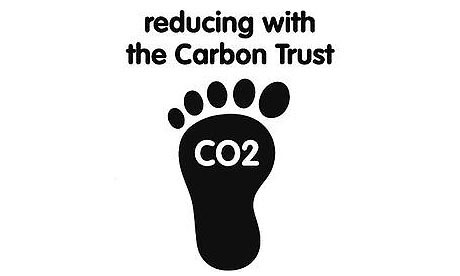 reducing with
the Carbon Trust
CO2